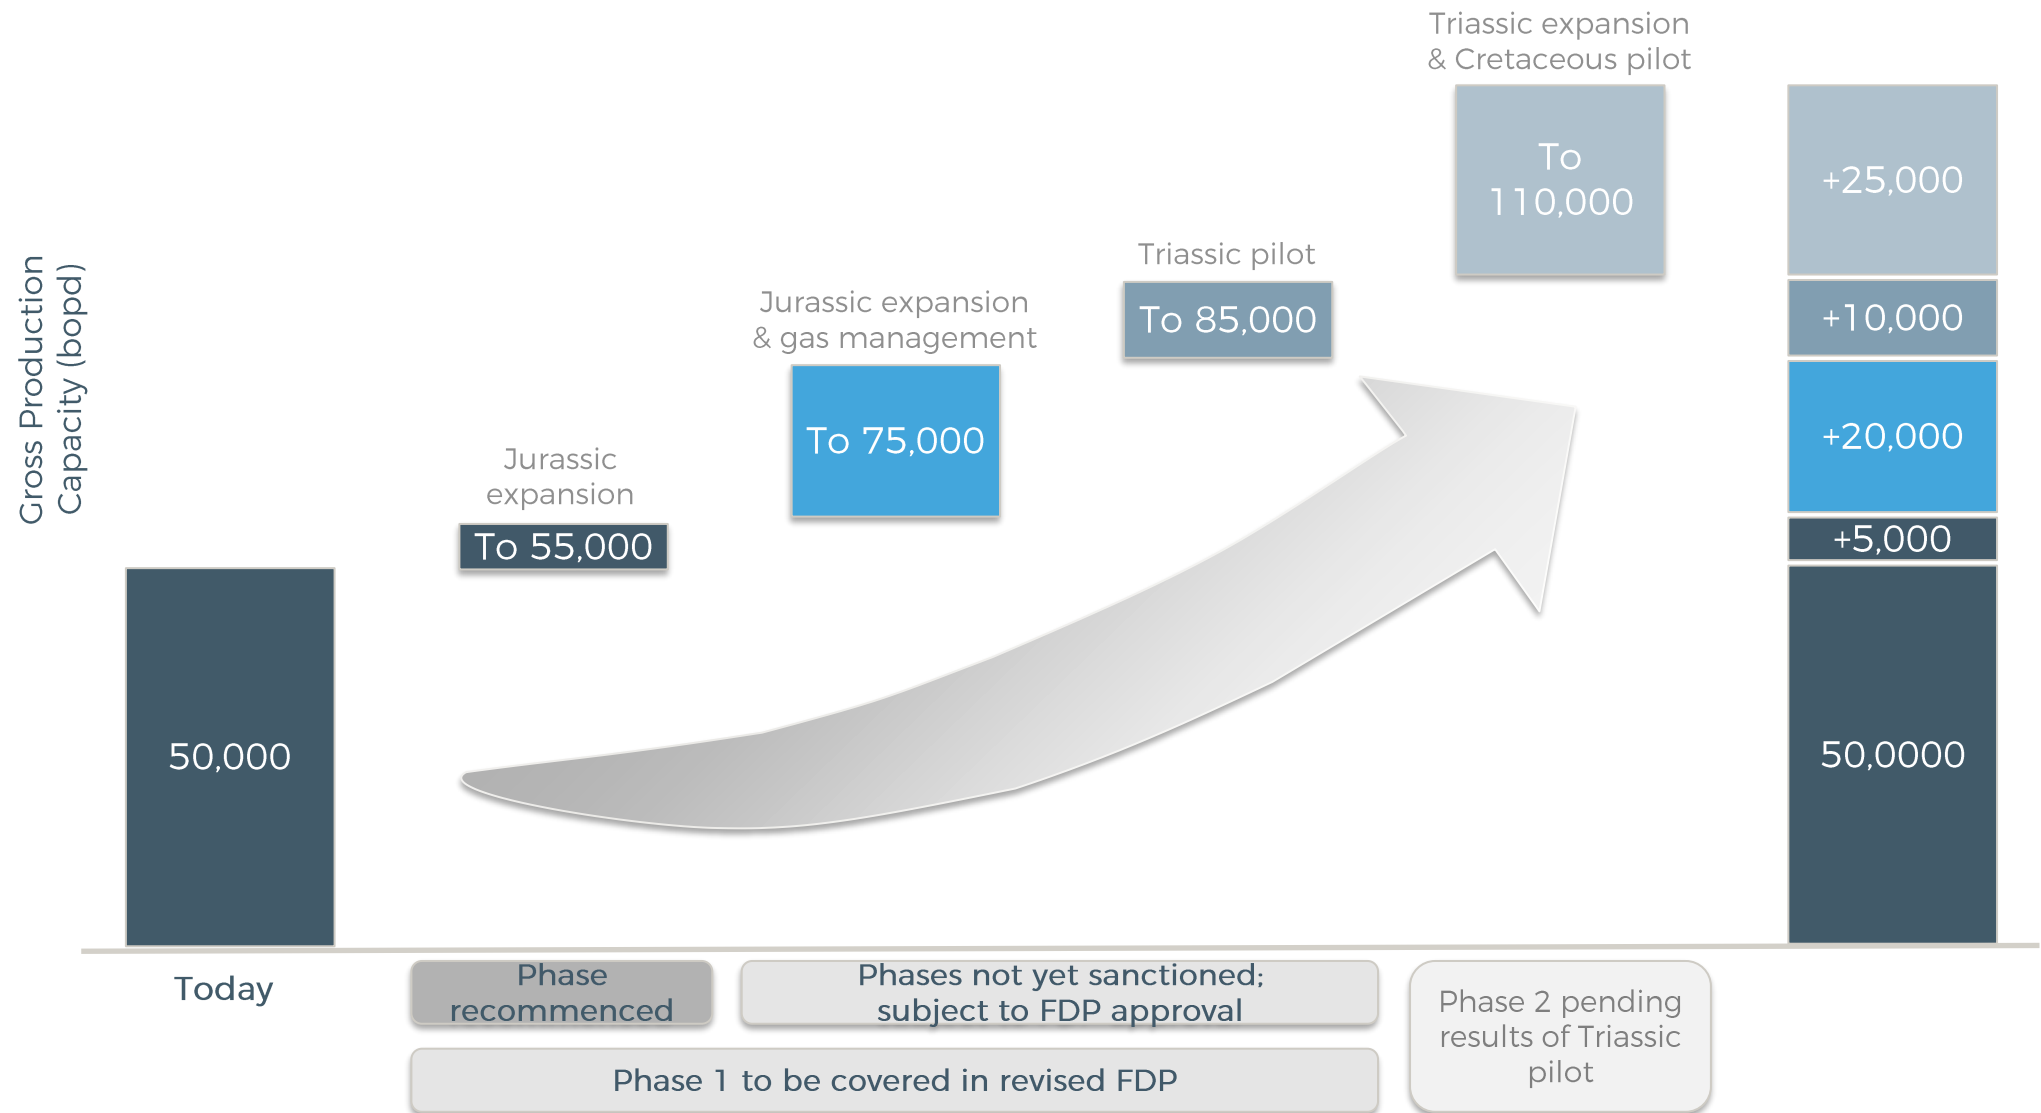 Gross Production
Capacity (bopd)
50,000
Today
Jurassic
expansion
To 55,000
Jurassic expansion
& gas management
To 75,000
Triassic pilot
To 85,000
Triassic expansion
& Cretaceous pilot
To
110,000
+25,000
+10,000
+20,000
+5,000
50,0000
Phase
recommenced
Phases not yet sanctioned;
subject to FDP approval
Phase 1 to be covered in revised FDP
Phase 2 pending
results of Triassic
pilot